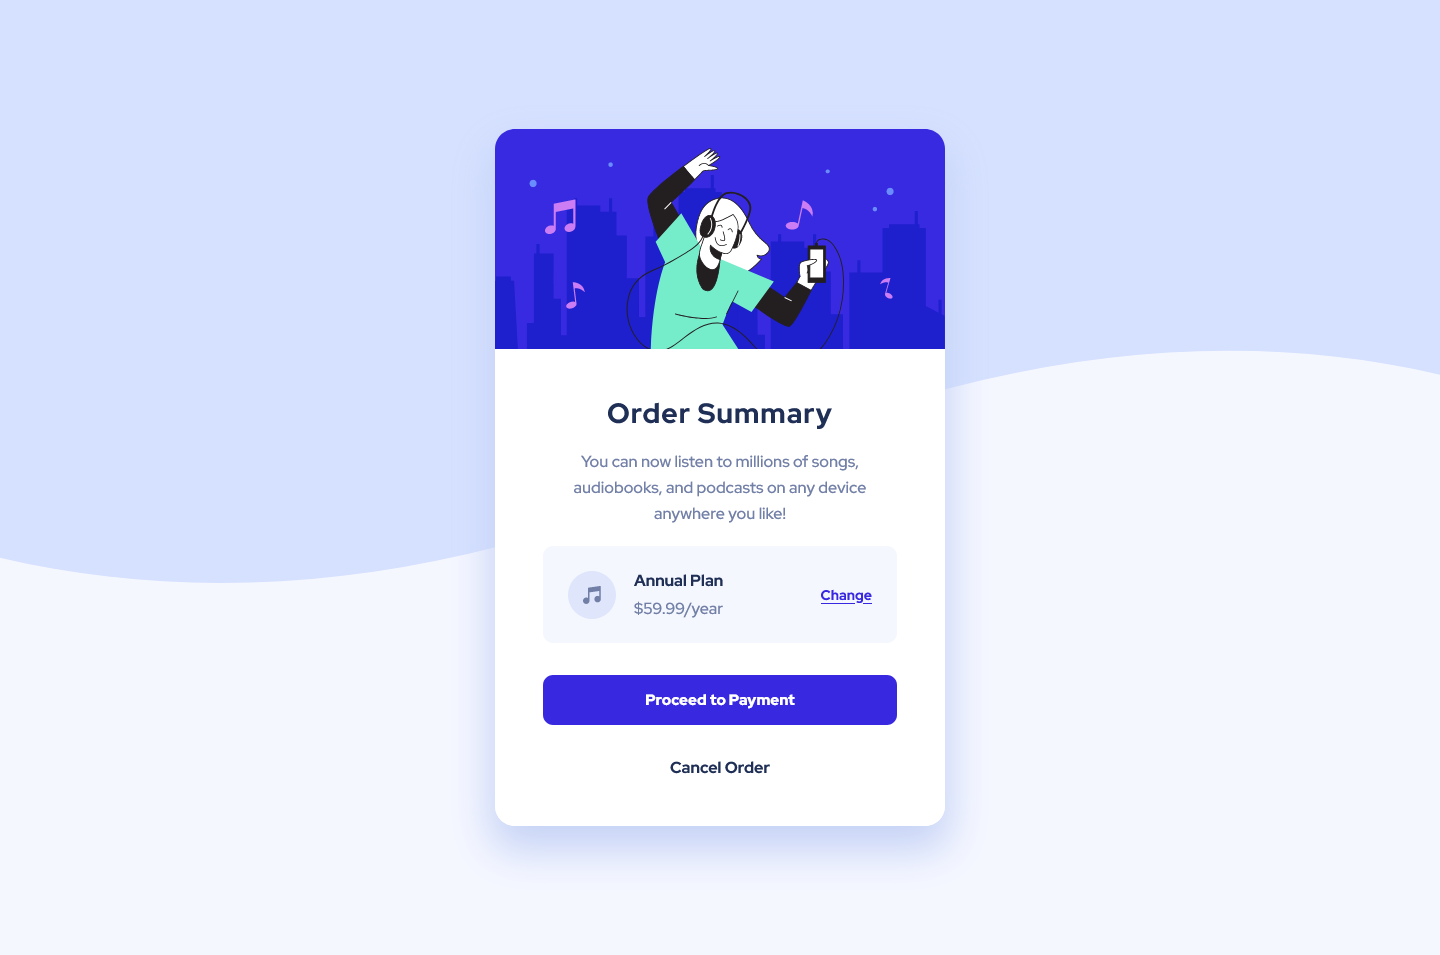 Order Summary
You can now listen to millions of songs,
audiobooks, and podcasts on any device
anywhere you like!
Annual Plan
$59.99/year
Change
Proceed to Payment
Cancel Order